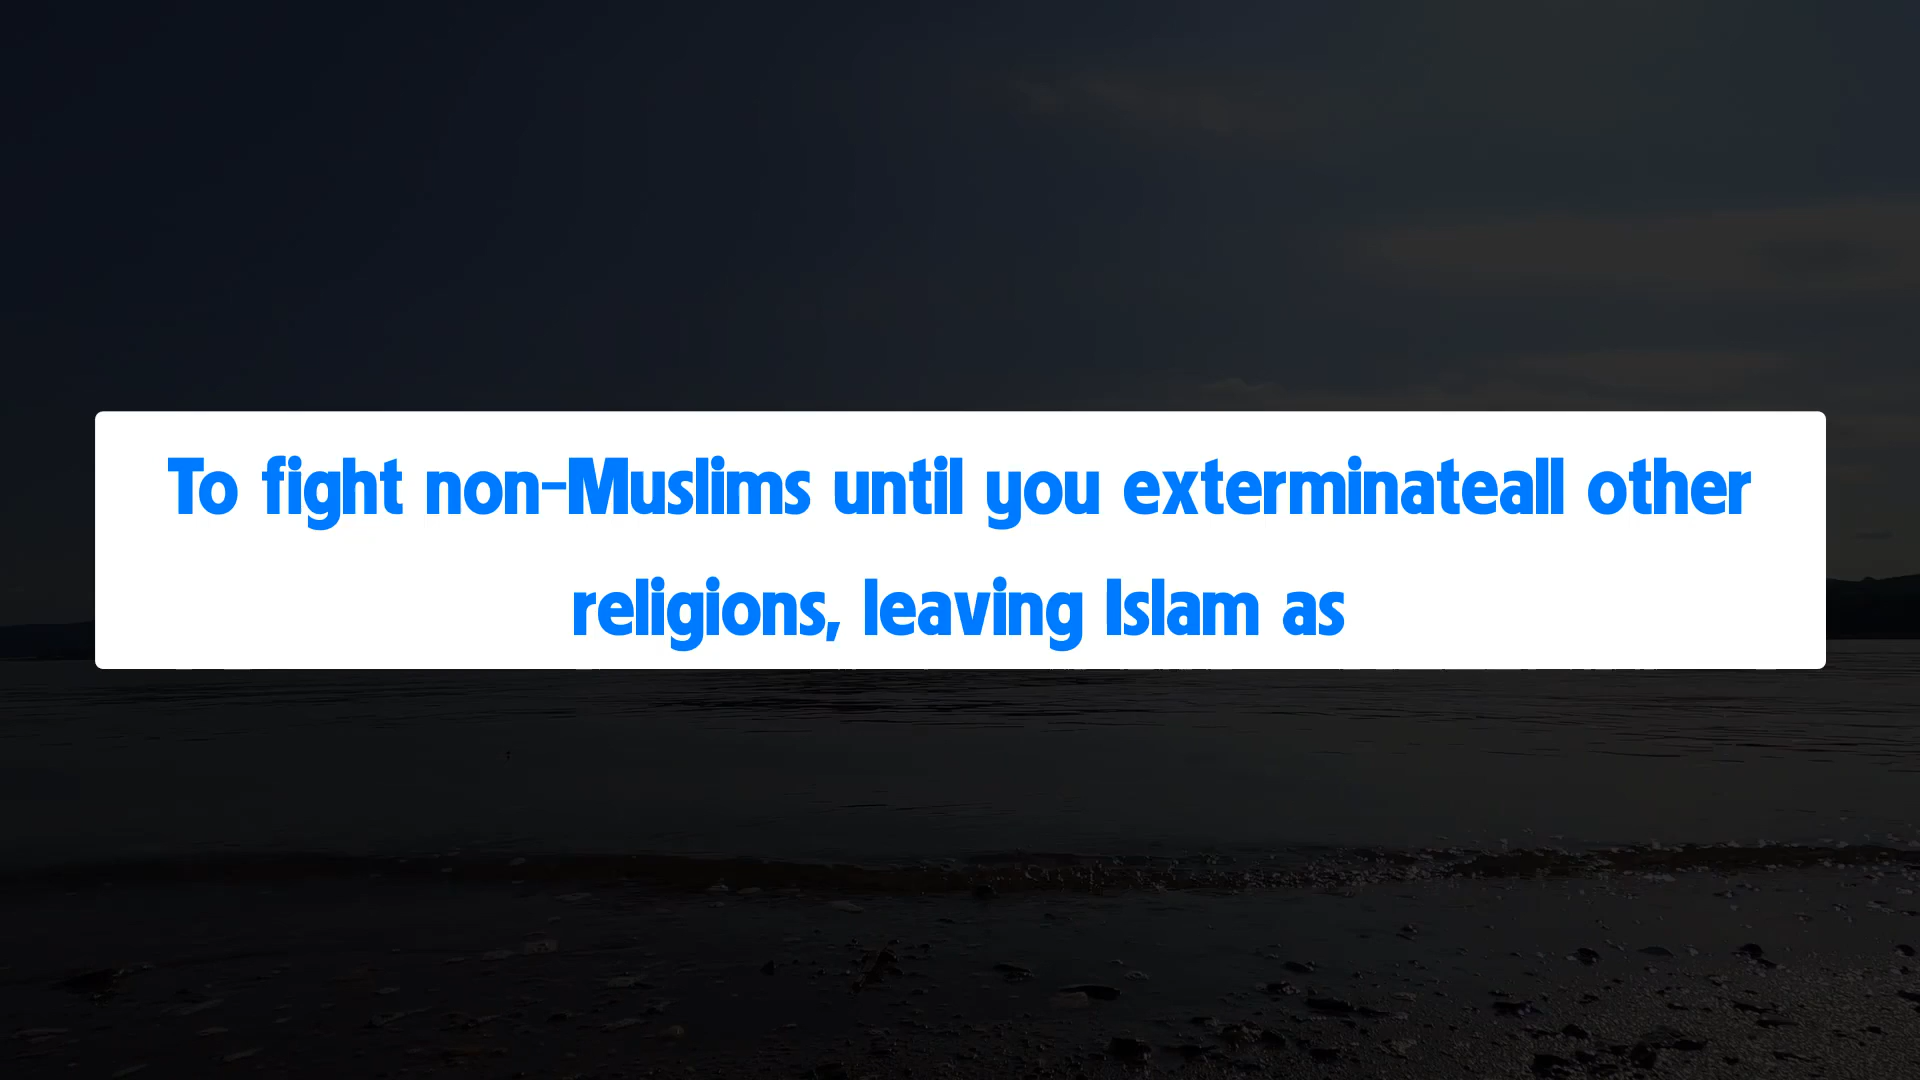 To fight non-Muslims until you exterminateall other
religions, leaving Islam as